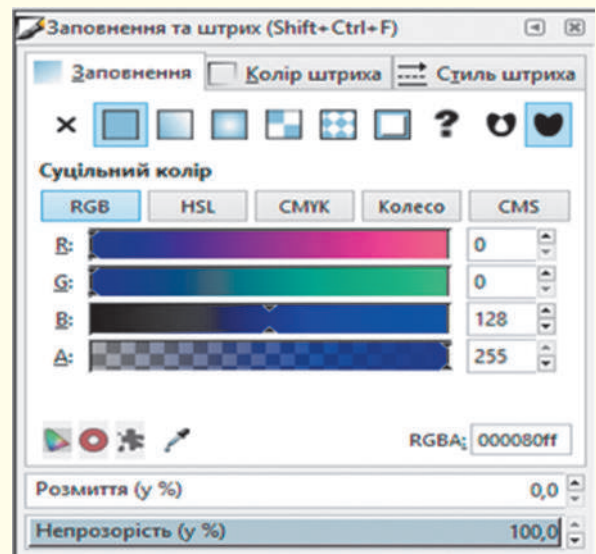 Заповнення та штрих (Shift+Ctrl+F)
Заповнення Колір штриха Стиль штриха
?
Суцільний колір
RGB HSL CMYK Колесо CMS
R: 0
G: 0
B: 128
A: 255
RGBA: 000080ff
Розмиття (у %) 0,0
Непрозорість (у %) 100,0